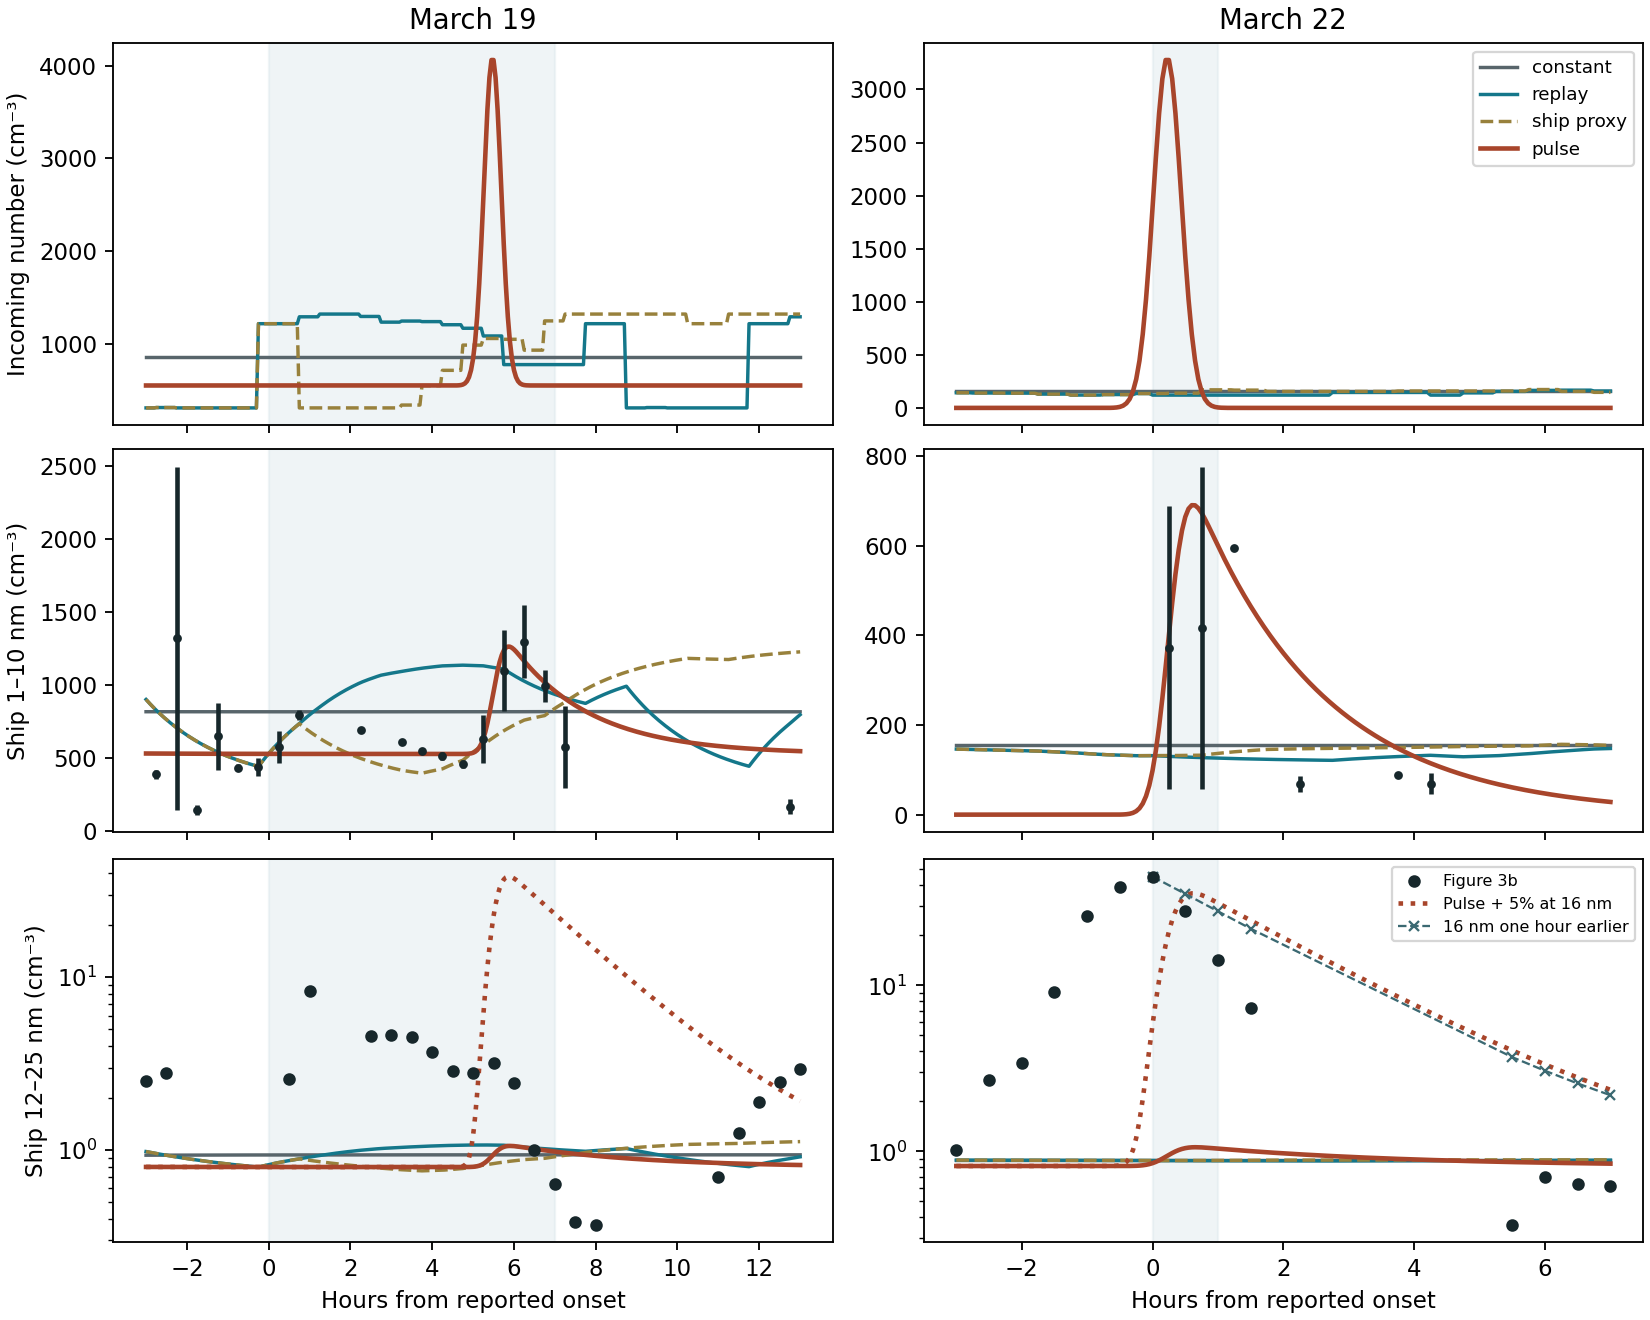 March 19
March 22
Incoming number (cm⁻³)
4000
3000
2000
1000
3000
2500
2000
1500
1000
500
0
constant
replay
ship proxy
pulse
Ship 1–10 nm (cm⁻³)
2500
2000
1500
1000
500
0
800
600
400
200
0
Ship 12–25 nm (cm⁻³)
10¹
10⁰
10¹
10⁰
Figure 3b
Pulse + 5% at 16 nm
16 nm one hour earlier
−2 0 2 4 6 8 10 12
−2 0 2 4 6
Hours from reported onset
Hours from reported onset